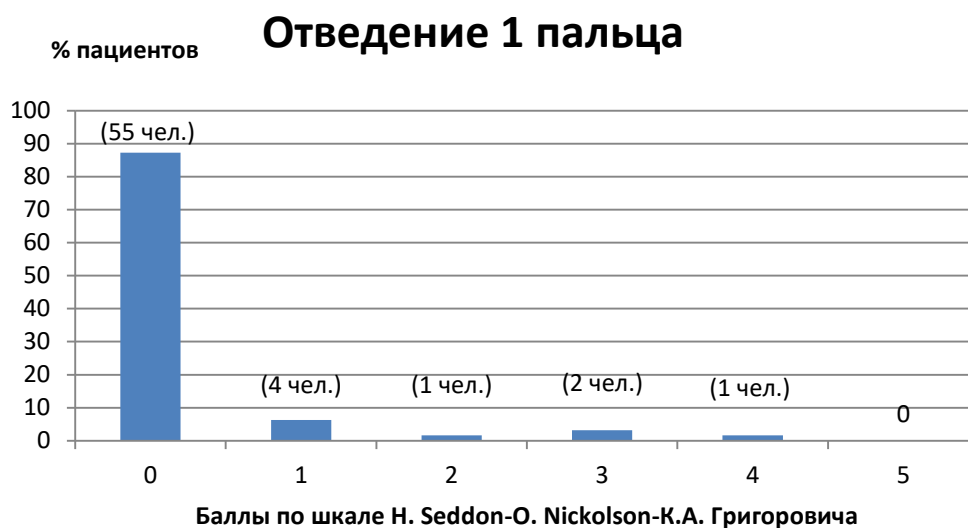 Отведение 1 пальца
% пациентов
100
90
80
70
60
50
40
30
20
10
0
(55 чел.)
(4 чел.)
(1 чел.)
(2 чел.)
(1 чел.)
0
0 1 2 3 4 5
Баллы по шкале H. Seddon-O. Nickolson-К.А. Григоровича